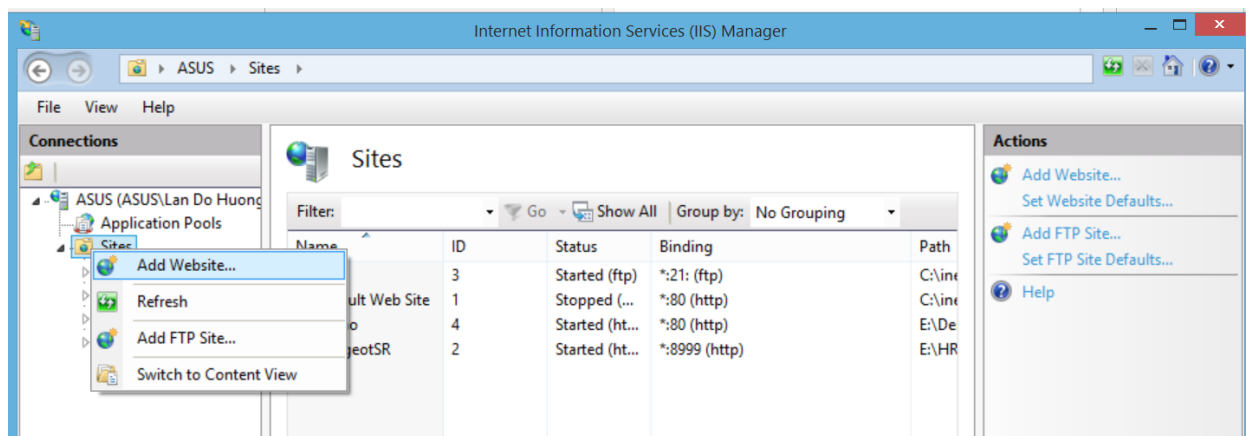 Internet Information Services (IIS) Manager
ASUS Sites
File View Help
Connections
ASUS (ASUS\Lan Do Huong
Application Pools
Sites
Add Website...
Refresh
Add FTP Site...
Switch to Content View
Sites
Filter: Go Show All Group by: No Grouping
Name ID Status Binding Path
3 Started (ftp) *:21: (ftp) C:\ine
ult Web Site 1 Stopped (... *:80 (http) C:\ine
o 4 Started (ht... *:80 (http) E:\De
geotSR 2 Started (ht... *:8999 (http) E:\HR
Actions
Add Website...
Set Website Defaults...
Add FTP Site...
Set FTP Site Defaults...
Help